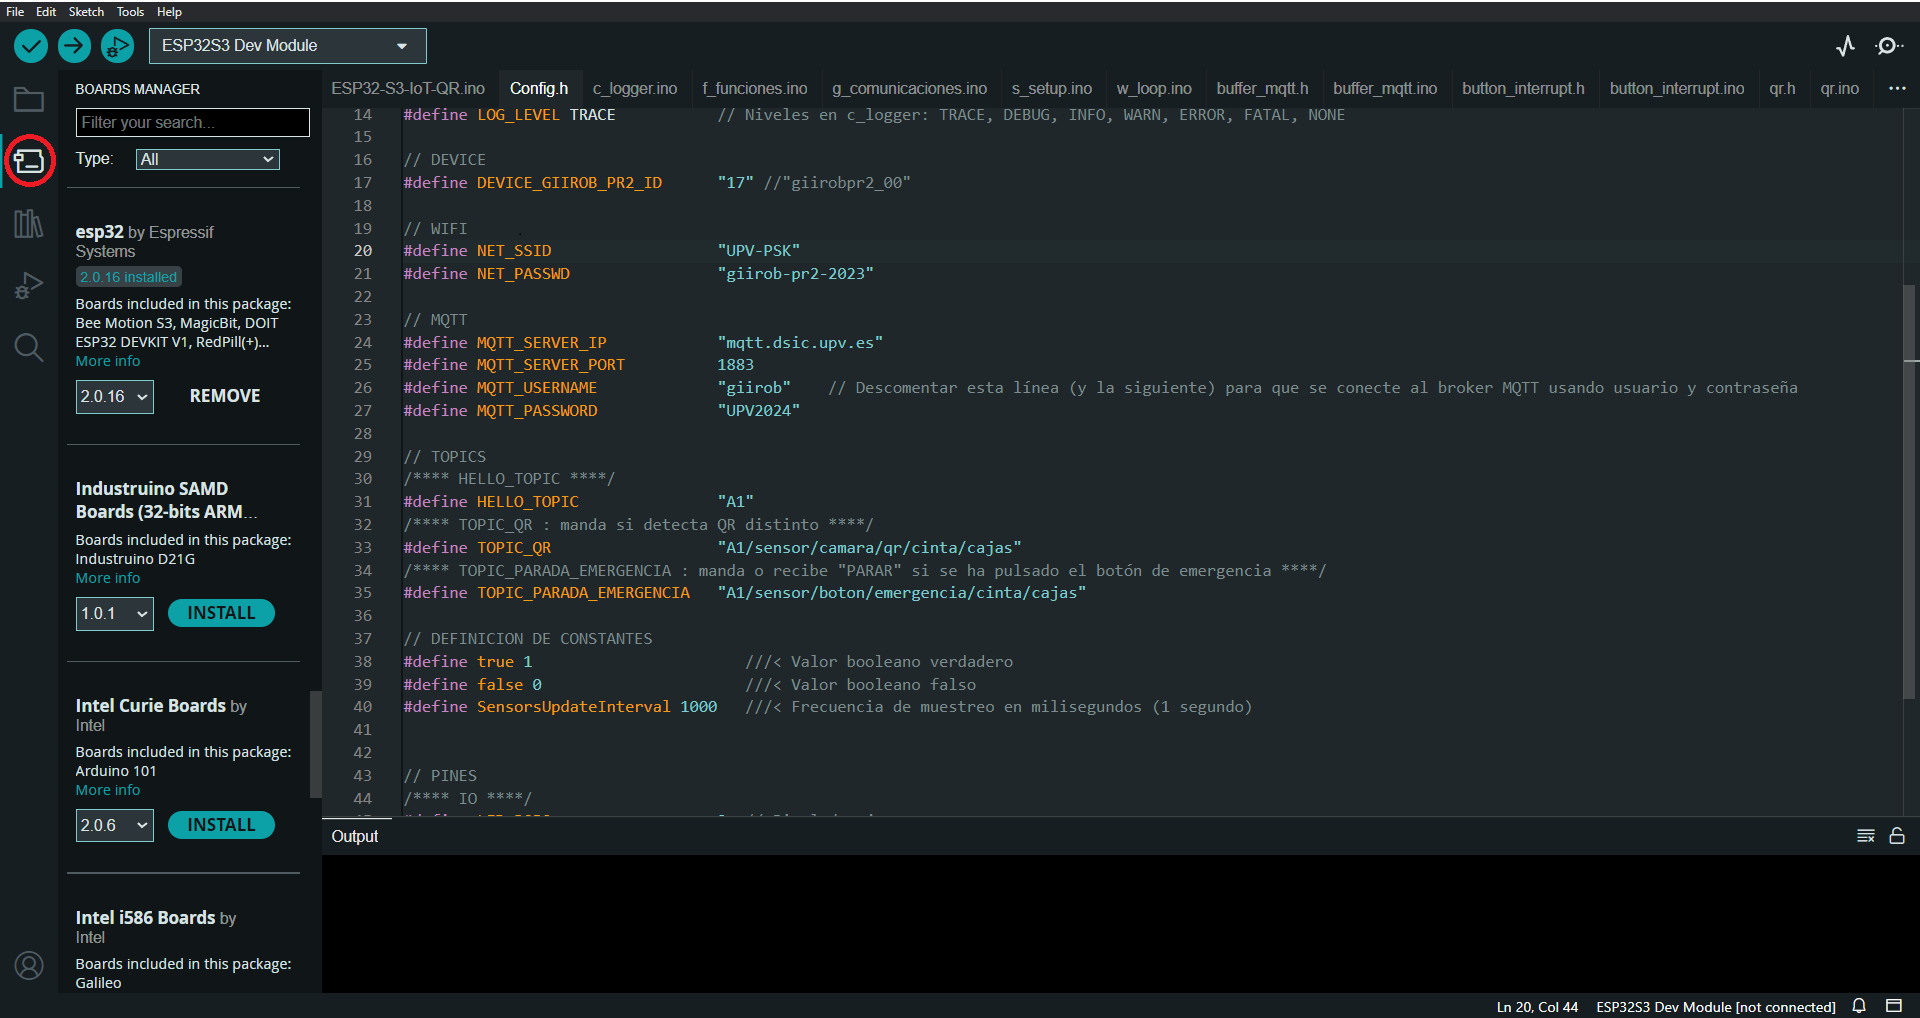 File Edit Sketch Tools Help
ESP32S3 Dev Module
BOARDS MANAGER
Filter your search...
Type: All
esp32 by Espressif
Systems
2.0.16 installed
Boards included in this package:
Bee Motion S3, MagicBit, DOIT
ESP32 DEVKIT V1, RedPill(+)...
More info
2.0.16 REMOVE
Industruino SAMD
Boards (32-bits ARM...
Boards included in this package:
Industruino D21G
More info
1.0.1 INSTALL
Intel Curie Boards by
Intel
Boards included in this package:
Arduino 101
More info
2.0.6 INSTALL
Intel i586 Boards by
Intel
Boards included in this package:
Galileo
ESP32-S3-IoT-QR.ino Config.h c_logger.ino f_funciones.ino g_comunicaciones.ino s_setup.ino w_loop.ino buffer_mqtt.h buffer_mqtt.ino button_interrupt.h button_interrupt.ino qr.h qr.ino ...
14 #define LOG_LEVEL TRACE // Niveles en c_logger: TRACE, DEBUG, INFO, WARN, ERROR, FATAL, NONE
15
16 // DEVICE
17 #define DEVICE_GIIROB_PR2_ID "17" //"giirobpr2_00"
18
19 // WIFI
20 #define NET_SSID "UPV-PSK"
21 #define NET_PASSWD "giirob-pr2-2023"
22
23 // MQTT
24 #define MQTT_SERVER_IP "mqtt.dsic.upv.es"
25 #define MQTT_SERVER_PORT 1883
26 #define MQTT_USERNAME "giirob" // Descomentar esta línea (y la siguiente) para que se conecte al broker MQTT usando usuario y contraseña
27 #define MQTT_PASSWORD "UPV2024"
28
29 // TOPICS
30 /**** HELLO_TOPIC ****/
31 #define HELLO_TOPIC "A1"
32 /**** TOPIC_QR : manda si detecta QR distinto ****/
33 #define TOPIC_QR "A1/sensor/camara/qr/cinta/cajas"
34 /**** TOPIC_PARADA_EMERGENCIA : manda o recibe "PARAR" si se ha pulsado el botón de emergencia ****/
35 #define TOPIC_PARADA_EMERGENCIA "A1/sensor/boton/emergencia/cinta/cajas"
36
37 // DEFINICION DE CONSTANTES
38 #define true 1 ///< Valor booleano verdadero
39 #define false 0 ///< Valor booleano falso
40 #define SensorsUpdateInterval 1000 ///< Frecuencia de muestreo en milisegundos (1 segundo)
41
42
43 // PINES
44 /**** IO ****/
Output
Ln 20, Col 44 ESP32S3 Dev Module [not connected]